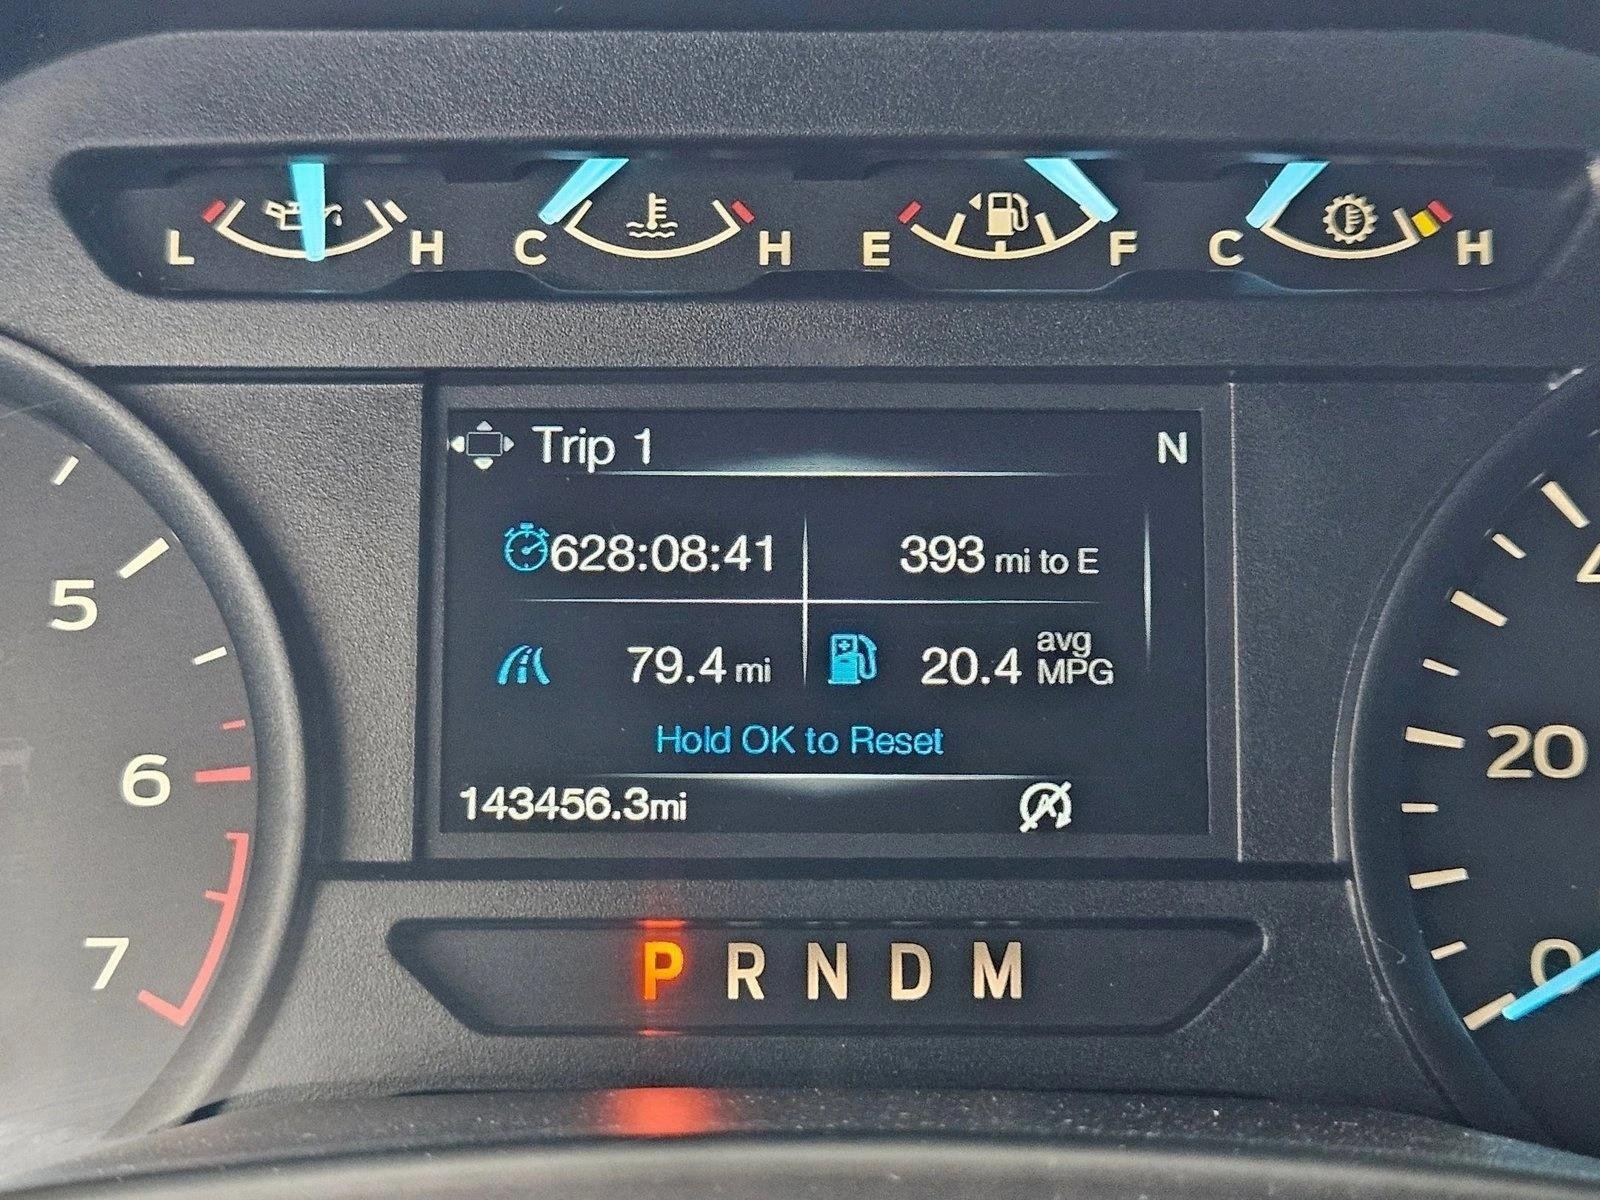 L H C H E F C H
Trip 1 N
628:08:41 393 mi to E
79.4 mi 20.4 avg MPG
Hold OK to Reset
143456.3mi
5
6
7
20
0
P R N D M